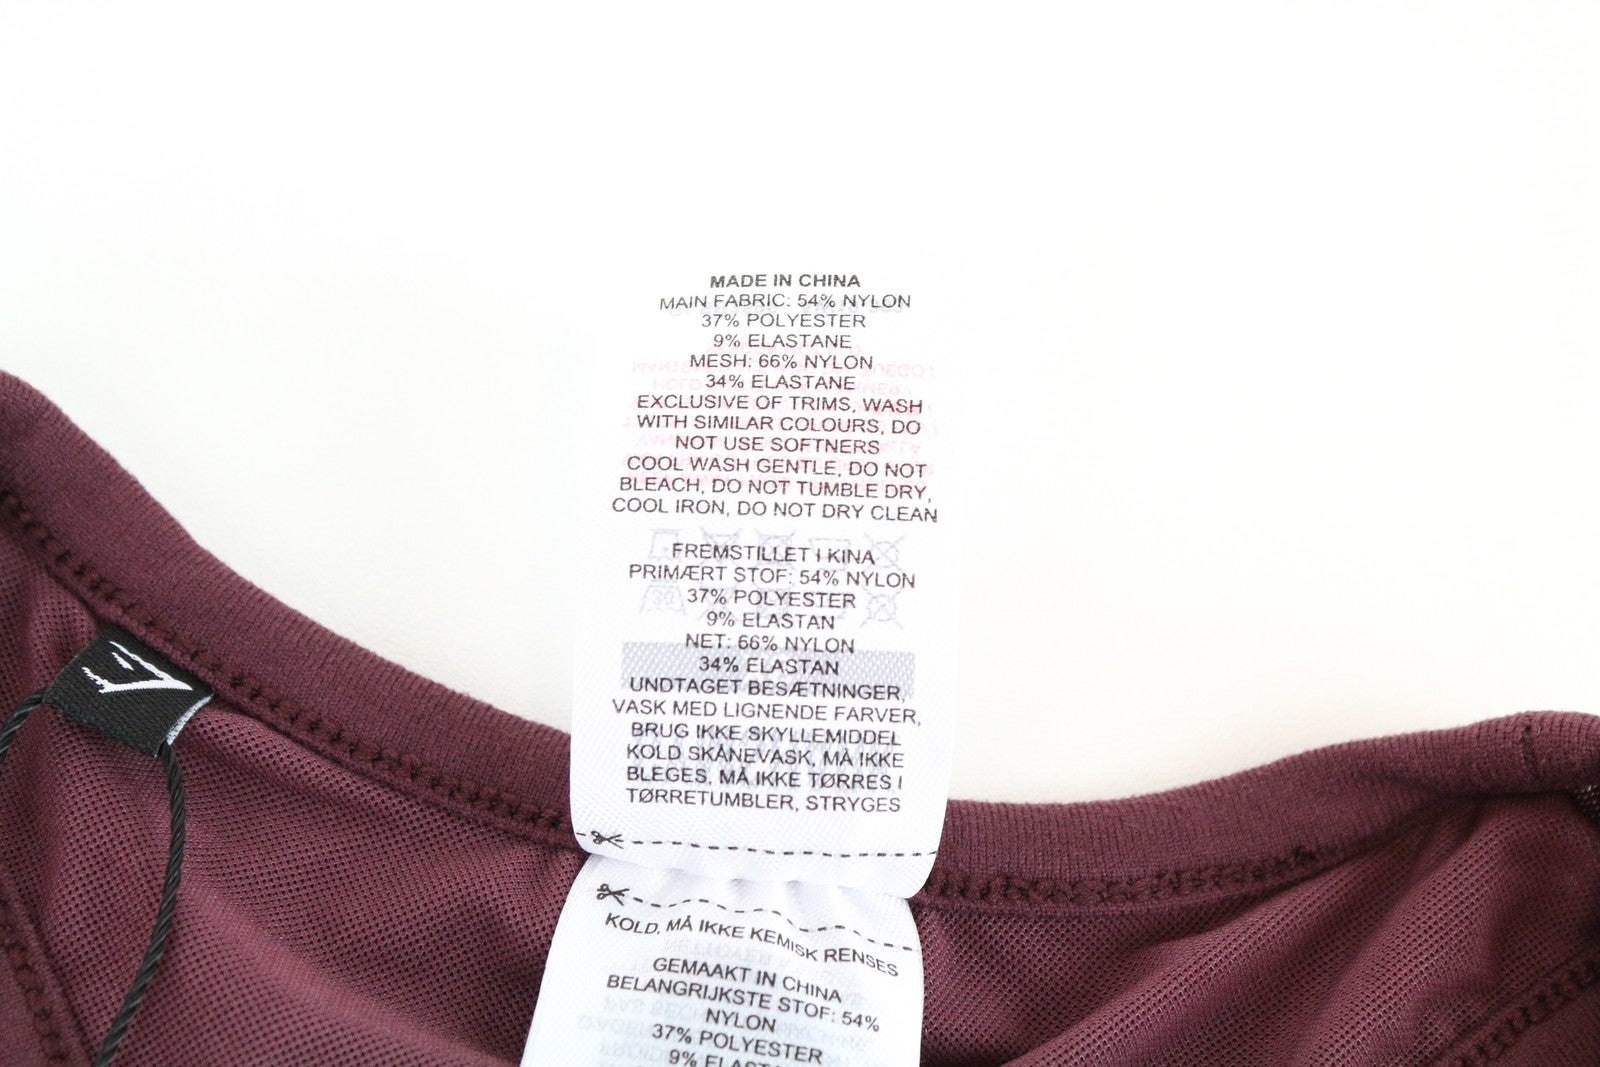 MADE IN CHINA
MAIN FABRIC: 54% NYLON
37% POLYESTER
9% ELASTANE
MESH: 66% NYLON
34% ELASTANE
EXCLUSIVE OF TRIMS, WASH
WITH SIMILAR COLOURS, DO
NOT USE SOFTNERS
COOL WASH GENTLE, DO NOT
BLEACH, DO NOT TUMBLE DRY,
COOL IRON, DO NOT DRY CLEAN
FREMSTILLET I KINA
PRIMÆRT STOF: 54% NYLON
37% POLYESTER
9% ELASTAN
NET: 66% NYLON
34% ELASTAN
UNDTAGET BESÆTNINGER,
VASK MED LIGNENDE FARVER,
BRUG IKKE SKYLLEMIDDEL
KOLD SKÅNEVASK, MÅ IKKE
BLEGES, MÅ IKKE TØRRES I
TØRRETUMBLER, STRYGES
KOLD, MÅ IKKE KEMISK RENSES
GEMAAKT IN CHINA
BELANGRIJKSTE STOF: 54%
NYLON
37% POLYESTER
9% ELASTAN